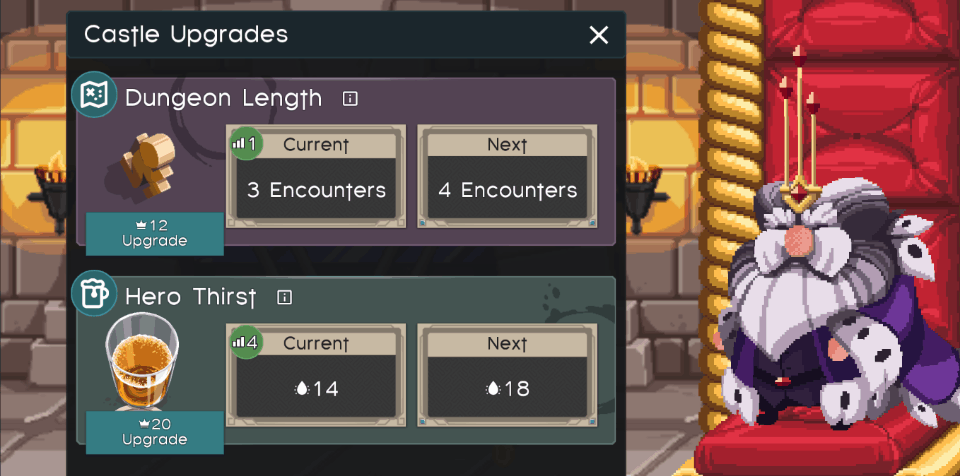 Castle Upgrades
Dungeon Length
1 Current
Next
3 Encounters
4 Encounters
12
Upgrade
Hero Thirst
4 Current
Next
14
18
20
Upgrade